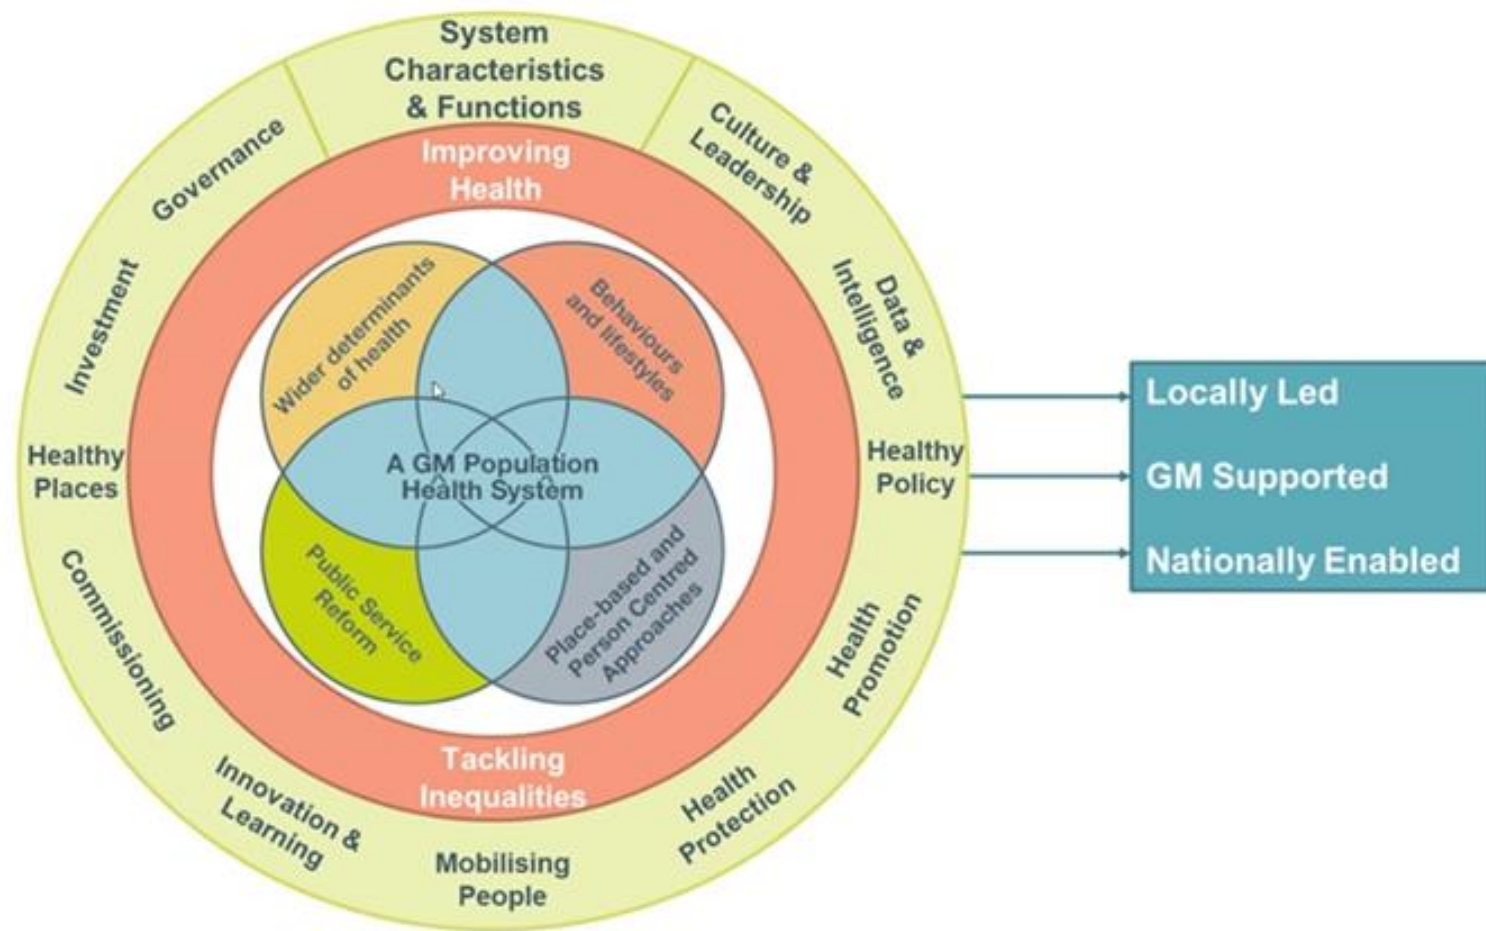 System
Characteristics
& Functions
Culture &
Leadership
Data &
Intelligence
Healthy
Policy
Health
Promotion
Health
Protection
Mobilising
People
Innovation &
Learning
Commissioning
Healthy
Places
Investment
Governance
Improving
Health
Tackling
Inequalities
Wider determinants
of health
Behaviours
and lifestyles
A GM Population
Health System
Public Service
Reform
Place-based and
Person Centred
Approaches
Locally Led
GM Supported
Nationally Enabled